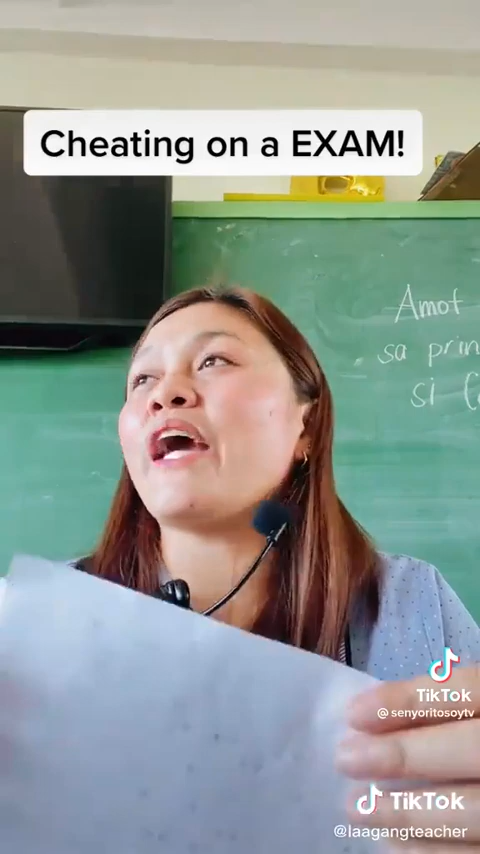 Cheating on a EXAM!
Amot
sa prin
si
TikTok
@senyoritosoytv
TikTok
@laagangteacher